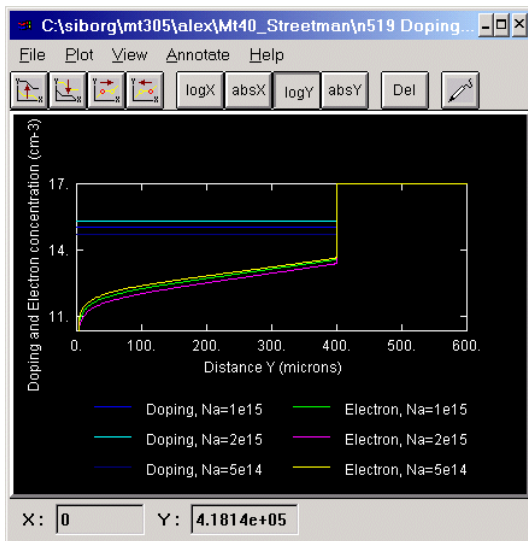 C:\siborg\mt305\alex\Mt40_Streetman\n519 Doping...
File Plot View Annotate Help
logX absX logY absY Del
Doping and Electron concentration (cm-3)
17.
14.
11.
0. 100. 200. 300. 400. 500. 600.
Distance Y (microns)
Doping, Na=1e15 Electron, Na=1e15
Doping, Na=2e15 Electron, Na=2e15
Doping, Na=5e14 Electron, Na=5e14
X: 0 Y: 4.1814e+05